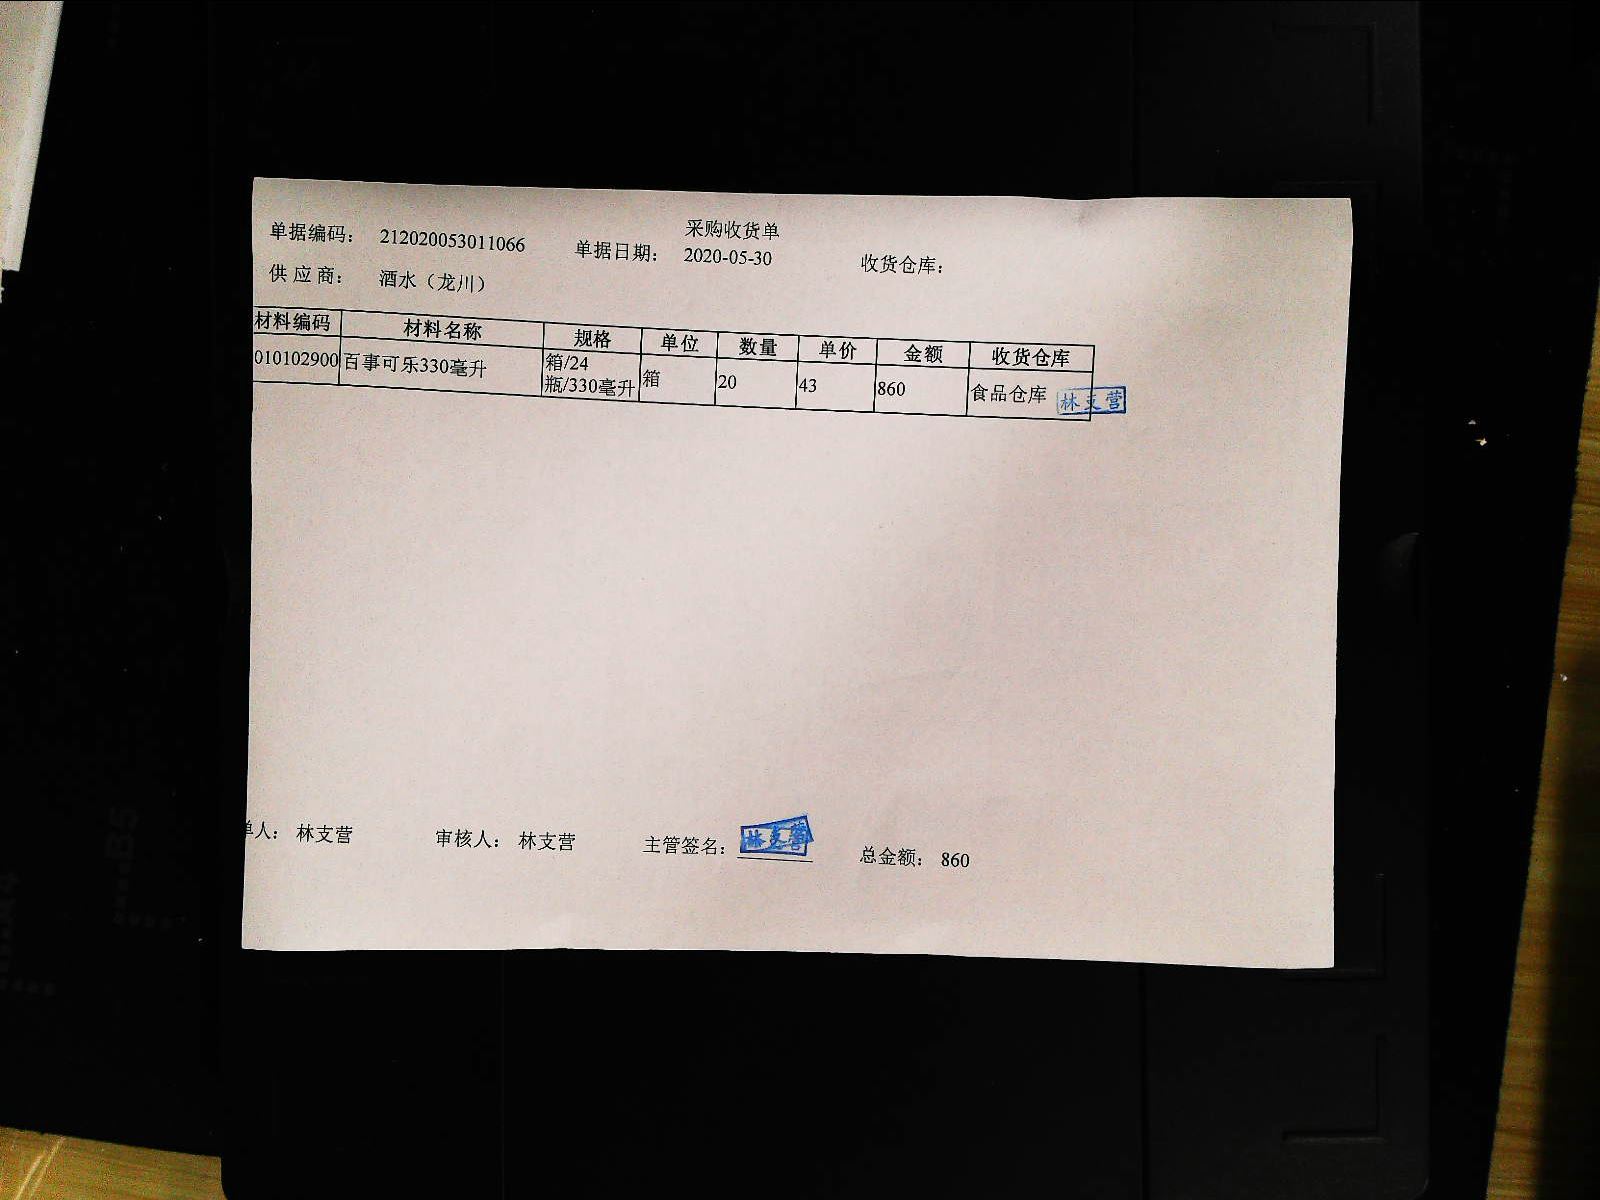 采购收货单
单据编码： 212020053011066 单据日期： 2020-05-30 收货仓库：
供 应 商： 酒水（龙川）
材料编码 材料名称 规格 单位 数量 单价 金额 收货仓库
010102900 百事可乐330毫升 箱/24 箱 20 43 860 食品仓库 林支营
瓶/330毫升
单人： 林支营 审核人： 林支营 主管签名： 林支营 总金额： 860